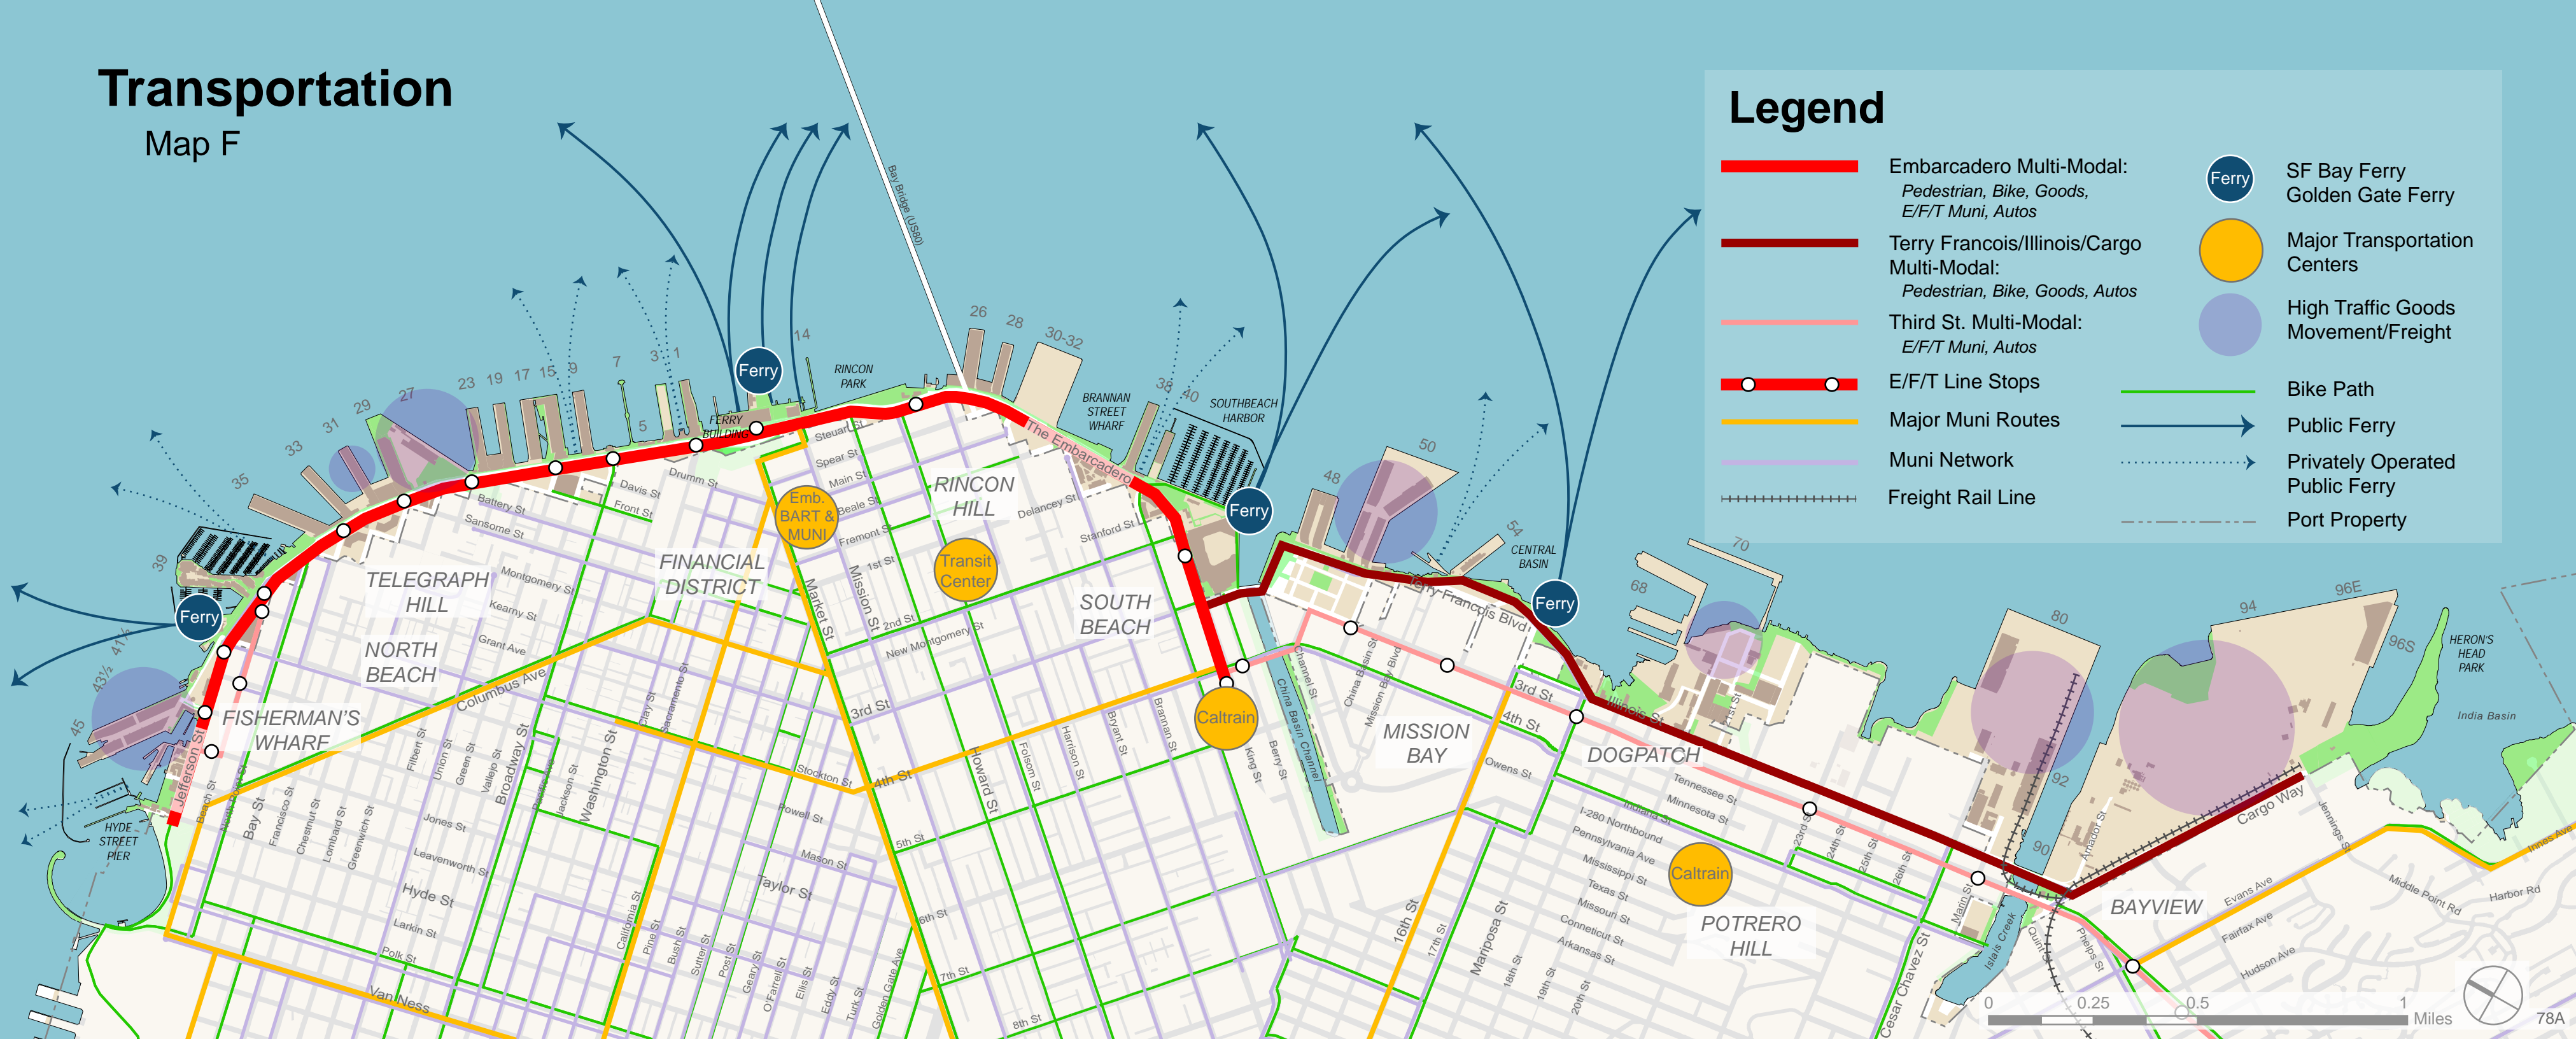 Transportation
Map F
Legend
Embarcadero Multi-Modal:
Pedestrian, Bike, Goods,
E/F/T Muni, Autos
Terry Francois/Illinois/Cargo
Multi-Modal:
Pedestrian, Bike, Goods, Autos
Third St. Multi-Modal:
E/F/T Muni, Autos
E/F/T Line Stops
Major Muni Routes
Muni Network
Freight Rail Line
Ferry
SF Bay Ferry
Golden Gate Ferry
Major Transportation
Centers
High Traffic Goods
Movement/Freight
Bike Path
Public Ferry
Privately Operated
Public Ferry
Port Property
Bay Bridge (US80)
45
43½
41½
39
35
33
31
29
27
23
19
17
15
9
7
5
3
1
14
26
28
30-32
38
40
48
50
54
68
70
80
90
92
94
96E
96S
Ferry
Ferry
Ferry
Ferry
FERRY
BUILDING
RINCON
PARK
BRANNAN
STREET
WHARF
SOUTHBEACH
HARBOR
CENTRAL
BASIN
HERON'S
HEAD
PARK
India Basin
HYDE
STREET
PIER
FISHERMAN'S
WHARF
TELEGRAPH
HILL
NORTH
BEACH
FINANCIAL
DISTRICT
RINCON
HILL
SOUTH
BEACH
MISSION
BAY
DOGPATCH
POTRERO
HILL
BAYVIEW
Emb.
BART &
MUNI
Transit
Center
Caltrain
Caltrain
The Embarcadero
Jefferson St
Beach St
North Point St
Bay St
Francisco St
Chestnut St
Lombard St
Greenwich St
Filbert St
Union St
Green St
Vallejo St
Broadway St
Pacific Ave
Jackson St
Washington St
Clay St
Sacramento St
California St
Pine St
Bush St
Sutter St
Post St
Geary St
O'Farrell St
Ellis St
Eddy St
Turk St
Golden Gate Ave
Drumm St
Davis St
Front St
Battery St
Sansome St
Montgomery St
Kearny St
Grant Ave
Columbus Ave
Stockton St
Powell St
Mason St
Taylor St
Jones St
Leavenworth St
Hyde St
Larkin St
Polk St
Van Ness
Steuart St
Spear St
Main St
Beale St
Fremont St
1st St
2nd St
New Montgomery St
3rd St
4th St
5th St
6th St
7th St
8th St
Market St
Mission St
Howard St
Folsom St
Harrison St
Bryant St
Brannan St
Delancey St
Stanford St
King St
Berry St
China Basin Channel
Channel St
China Basin St
Mission Bay Blvd
Terry Francois Blvd
3rd St
4th St
Owens St
Illinois St
21st St
16th St
17th St
Mariposa St
18th St
19th St
20th St
Tennessee St
Minnesota St
Indiana St
I-280 Northbound
Pennsylvania Ave
Mississippi St
Texas St
Missouri St
Conneticut St
Arkansas St
23rd St
24th St
25th St
26th St
Cesar Chavez St
Marin St
Islais Creek
Quint St
Phelps St
Amador St
Cargo Way
Jennings St
Evans Ave
Fairfax Ave
Hudson Ave
Middle Point Rd
Harbor Rd
Innes Ave
0
0.25
0.5
1
Miles
78A